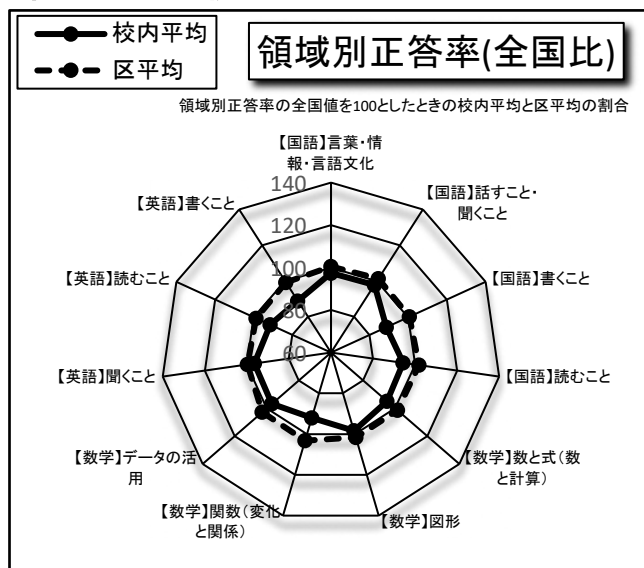 校内平均
区平均
領域別正答率(全国比)
領域別正答率の全国値を100としたときの校内平均と区平均の割合
【国語】言葉・情
報・言語文化
【国語】話すこと・
聞くこと
【国語】書くこと
【国語】読むこと
【数学】数と式(数
と計算)
【数学】図形
【数学】関数(変化
と関係)
【数学】データの活
用
【英語】聞くこと
【英語】読むこと
【英語】書くこと
140
120
100
80
60